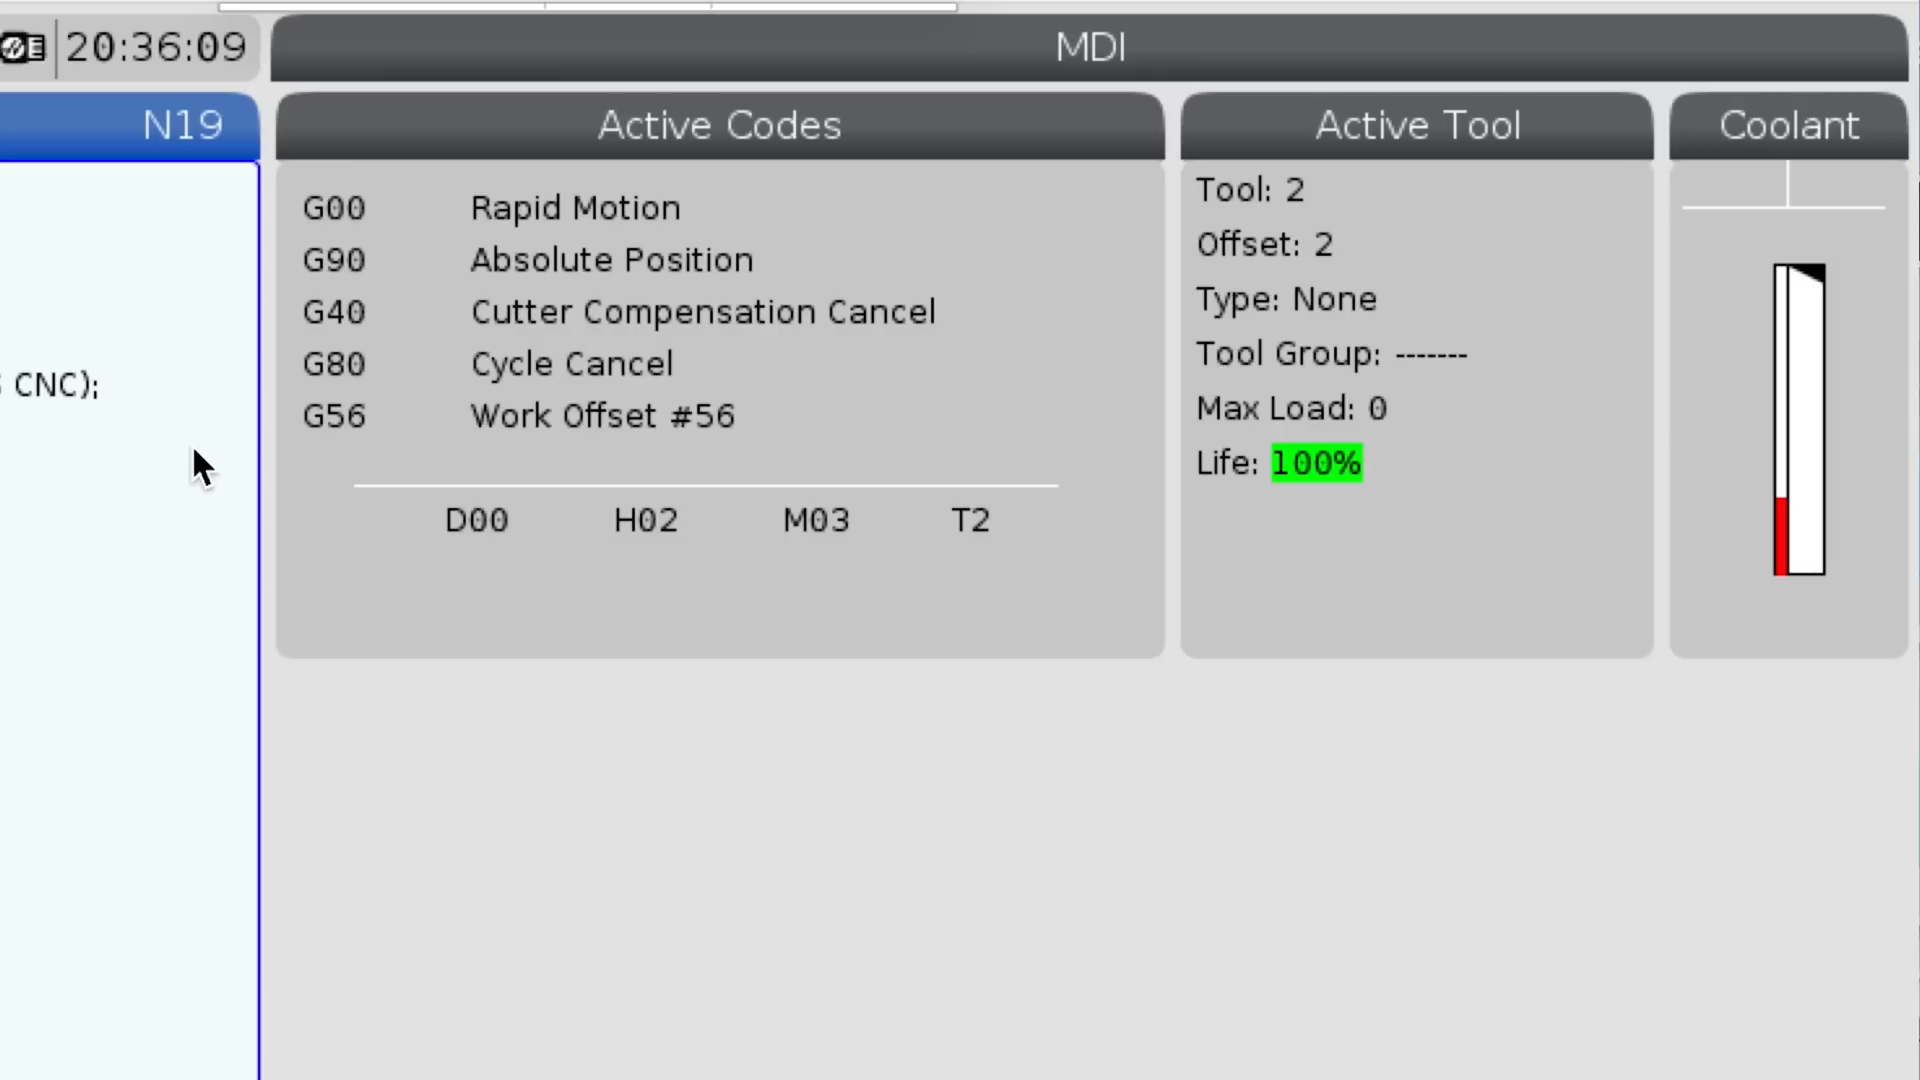 20:36:09
MDI
N19
Active Codes
Active Tool
Coolant
G00 Rapid Motion
G90 Absolute Position
G40 Cutter Compensation Cancel
G80 Cycle Cancel
G56 Work Offset #56
D00 H02 M03 T2
Tool: 2
Offset: 2
Type: None
Tool Group: -------
Max Load: 0
Life: 100%
CNC);